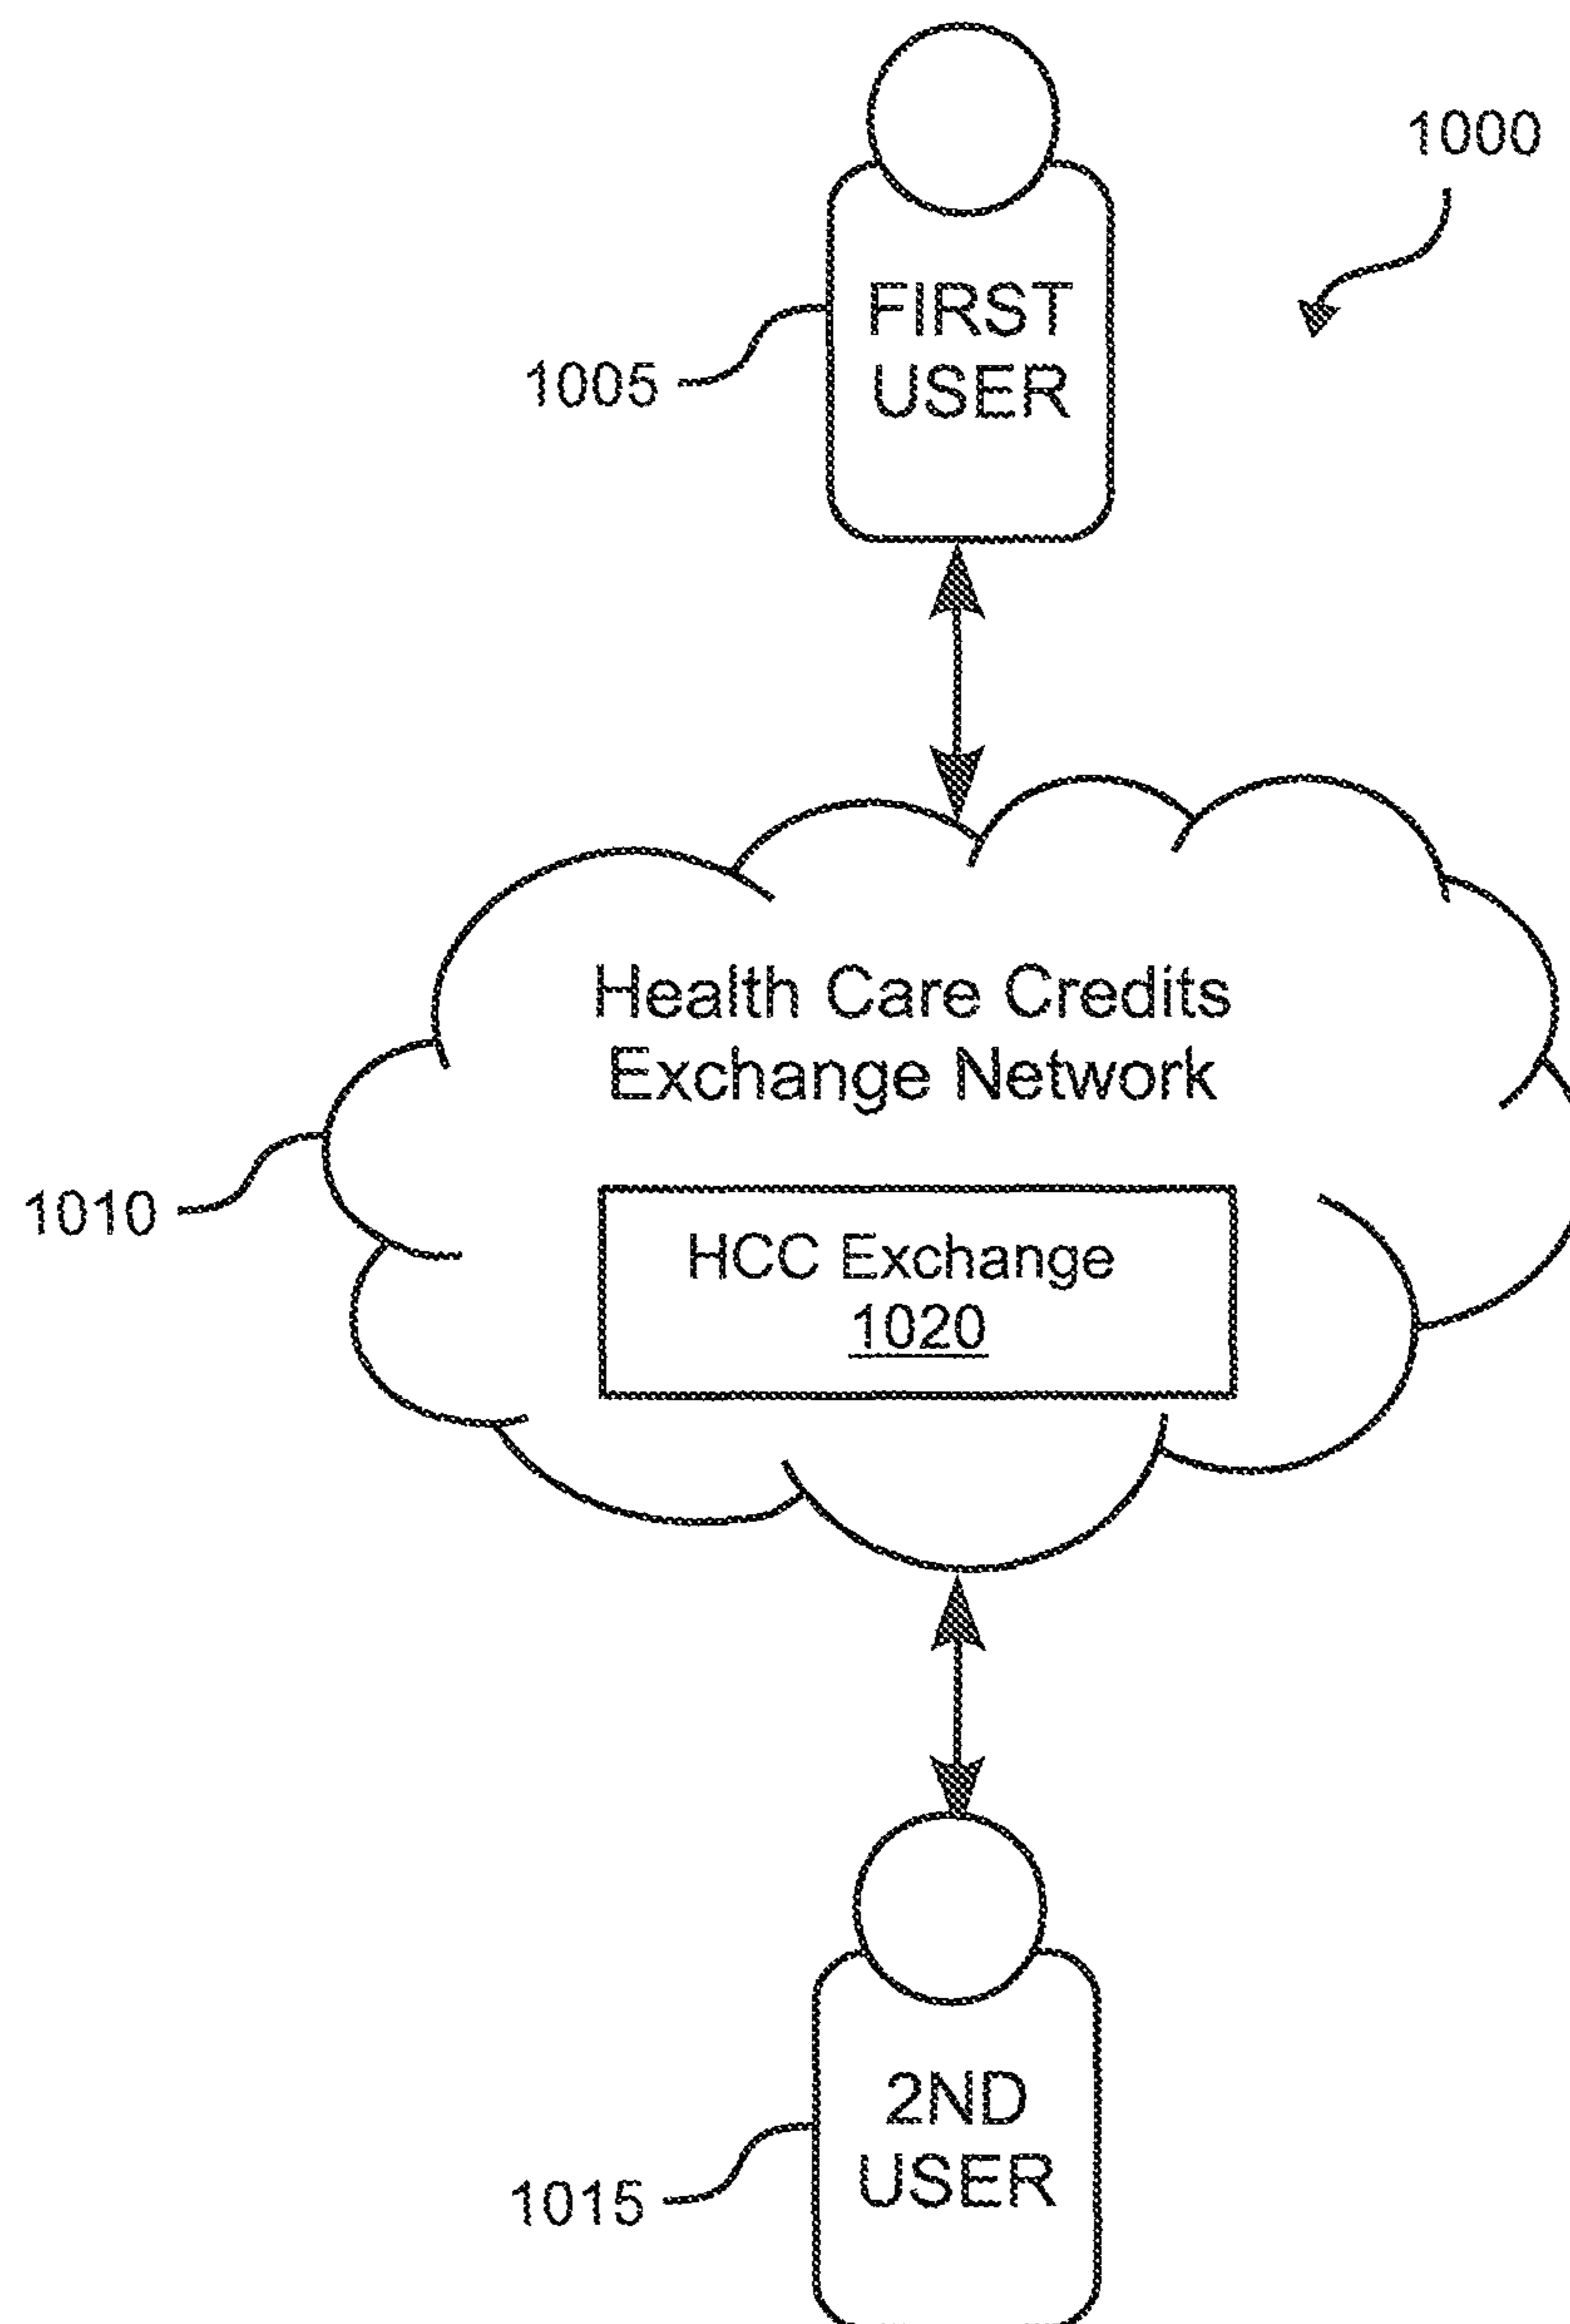 1000
FIRST
USER
1005
Health Care Credits
Exchange Network
1010
HCC Exchange
1020
2ND
USER
1015